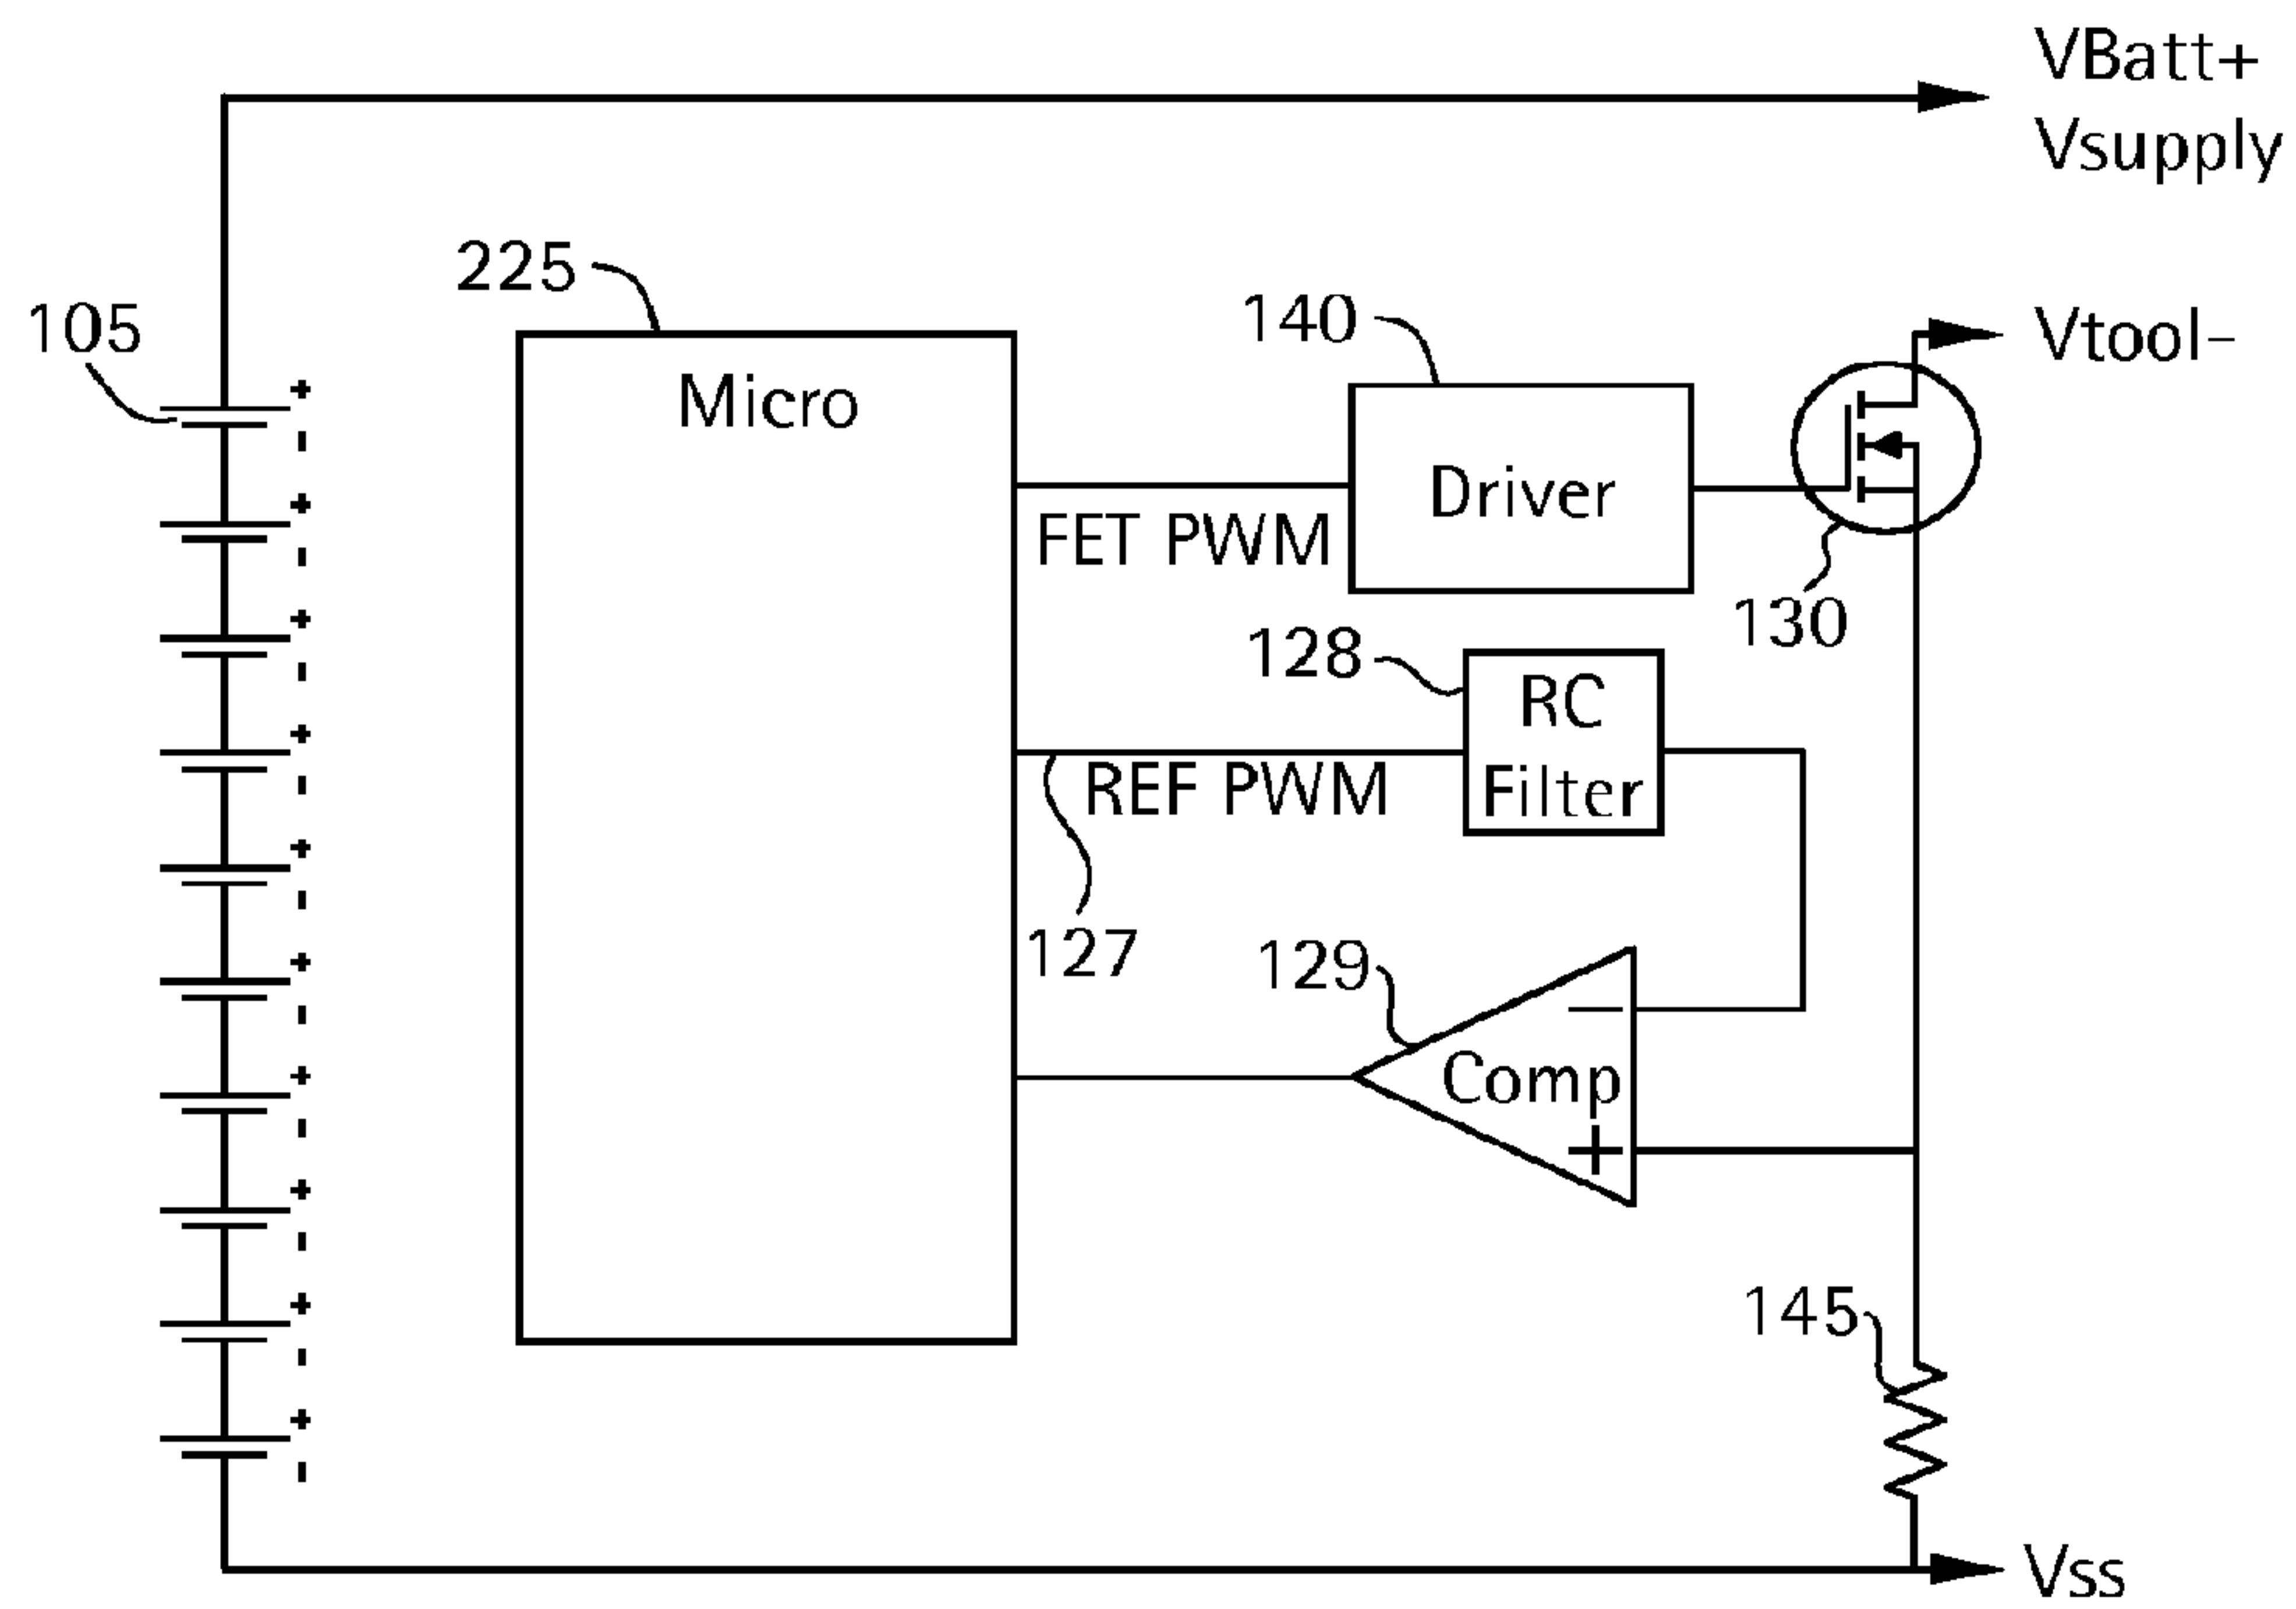 VBatt+
Vsupply
225
140
105
Vtool-
Micro
Driver
FET PWM
130
128
RC
Filter
REF PWM
127
129
Comp
145
Vss